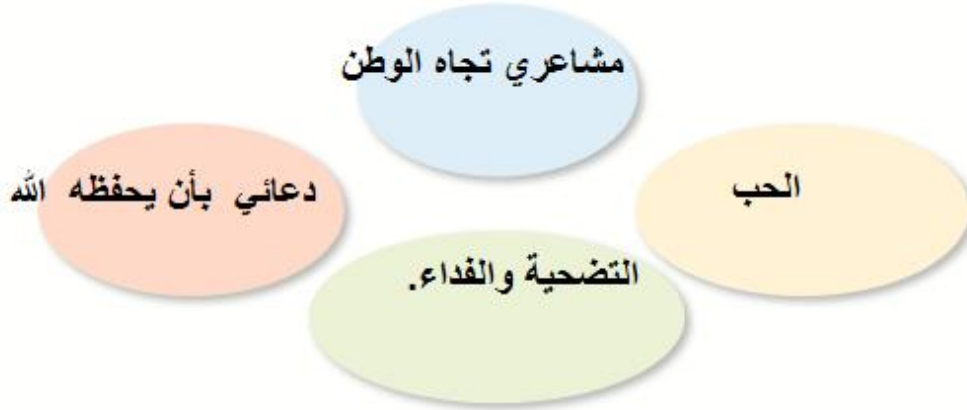 مشاعري تجاه الوطن
الحب
دعائي بأن يحفظه الله
التضحية والفداء.